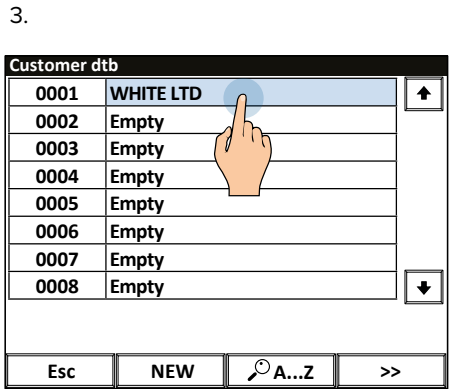 3.
Customer dtb
0001 WHITE LTD
0002 Empty
0003 Empty
0004 Empty
0005 Empty
0006 Empty
0007 Empty
0008 Empty
Esc NEW A...Z >>